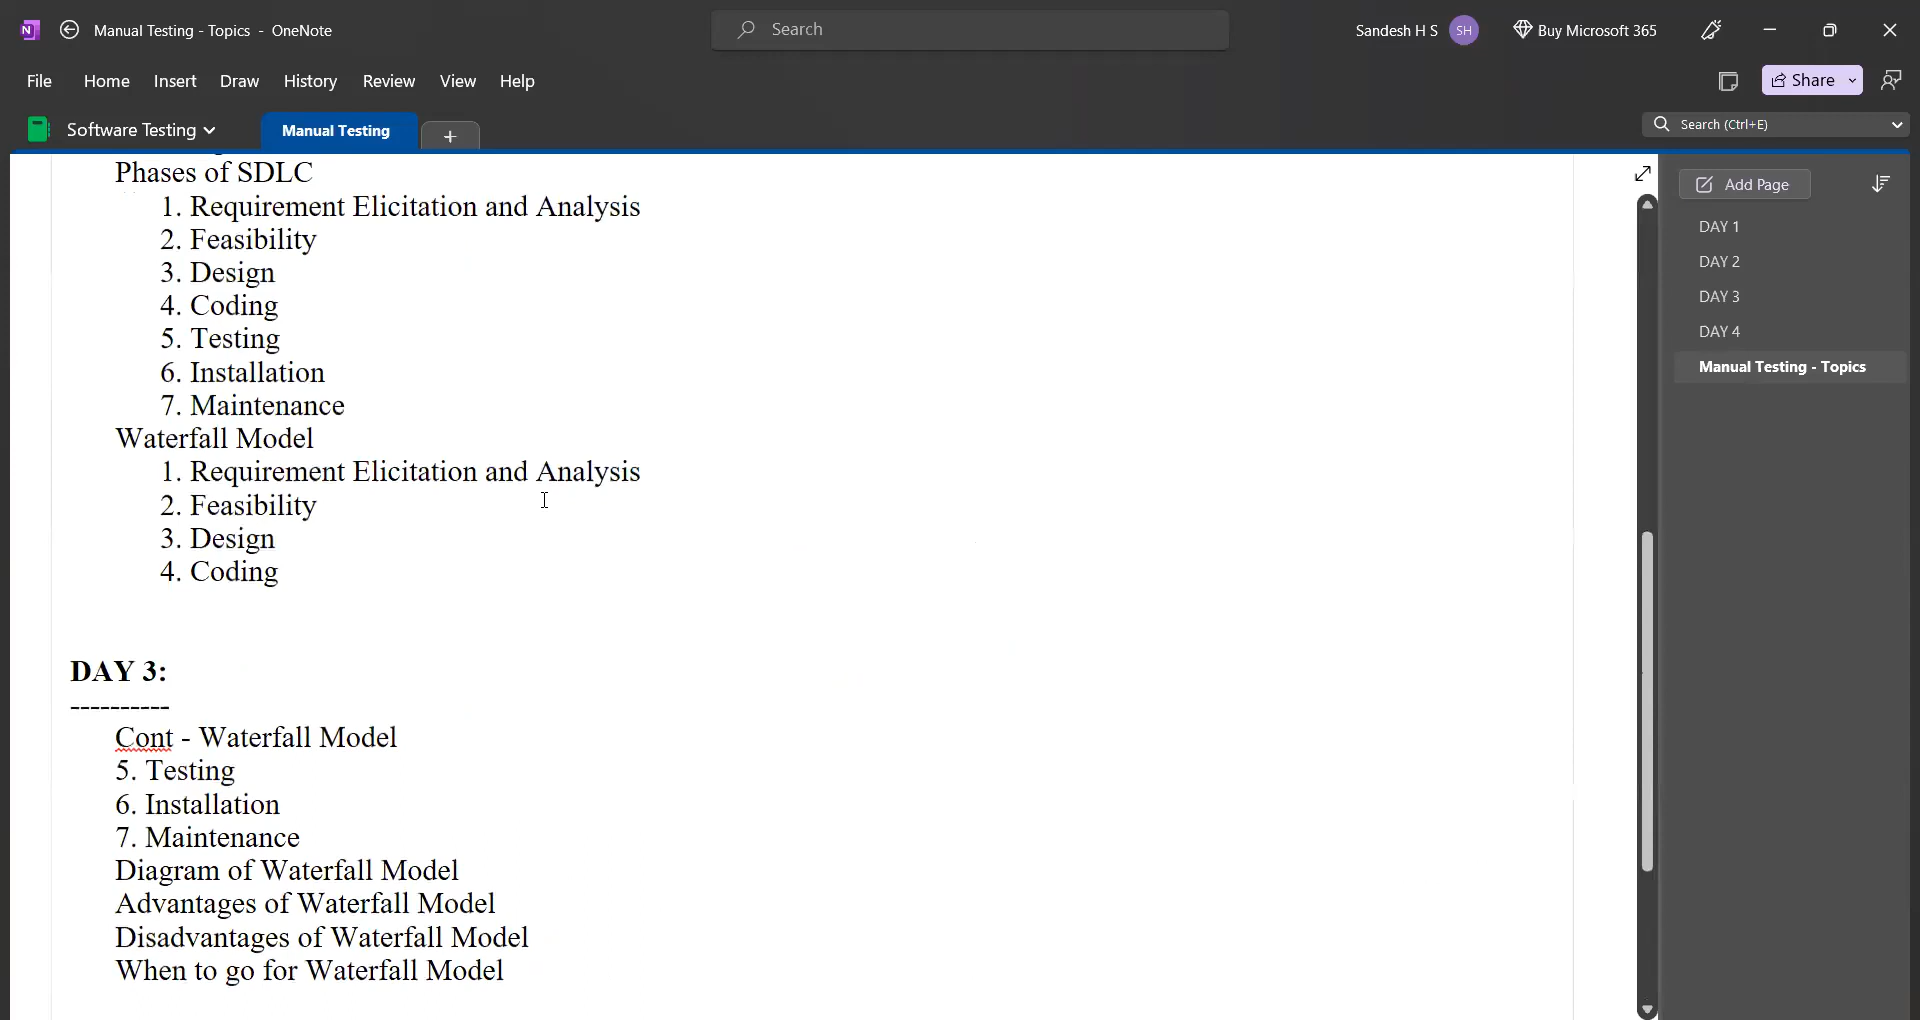 Manual Testing - Topics - OneNote
Search
Sandesh H S
SH
Buy Microsoft 365
File
Home
Insert
Draw
History
Review
View
Help
Share
Software Testing
Manual Testing
+
Search (Ctrl+E)
Phases of SDLC
1. Requirement Elicitation and Analysis
2. Feasibility
3. Design
4. Coding
5. Testing
6. Installation
7. Maintenance
Waterfall Model
1. Requirement Elicitation and Analysis
2. Feasibility
3. Design
4. Coding
DAY 3:
----------
Cont - Waterfall Model
5. Testing
6. Installation
7. Maintenance
Diagram of Waterfall Model
Advantages of Waterfall Model
Disadvantages of Waterfall Model
When to go for Waterfall Model
Add Page
DAY 1
DAY 2
DAY 3
DAY 4
Manual Testing - Topics